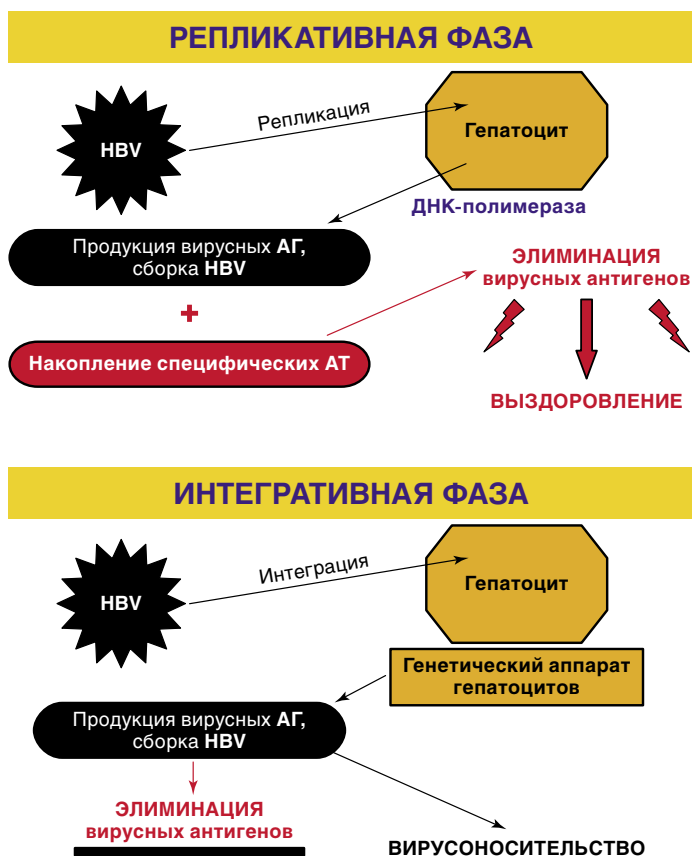 РЕПЛИКАТИВНАЯ ФАЗА
HBV
Репликация
Гепатоцит
ДНК-полимераза
Продукция вирусных АГ,
сборка HBV
+
Накопление специфических АТ
ЭЛИМИНАЦИЯ
вирусных антигенов
ВЫЗДОРОВЛЕНИЕ
ИНТЕГРАТИВНАЯ ФАЗА
HBV
Интеграция
Гепатоцит
Генетический аппарат
гепатоцитов
Продукция вирусных АГ,
сборка HBV
ЭЛИМИНАЦИЯ
вирусных антигенов
ВИРУСОНОСИТЕЛЬСТВО